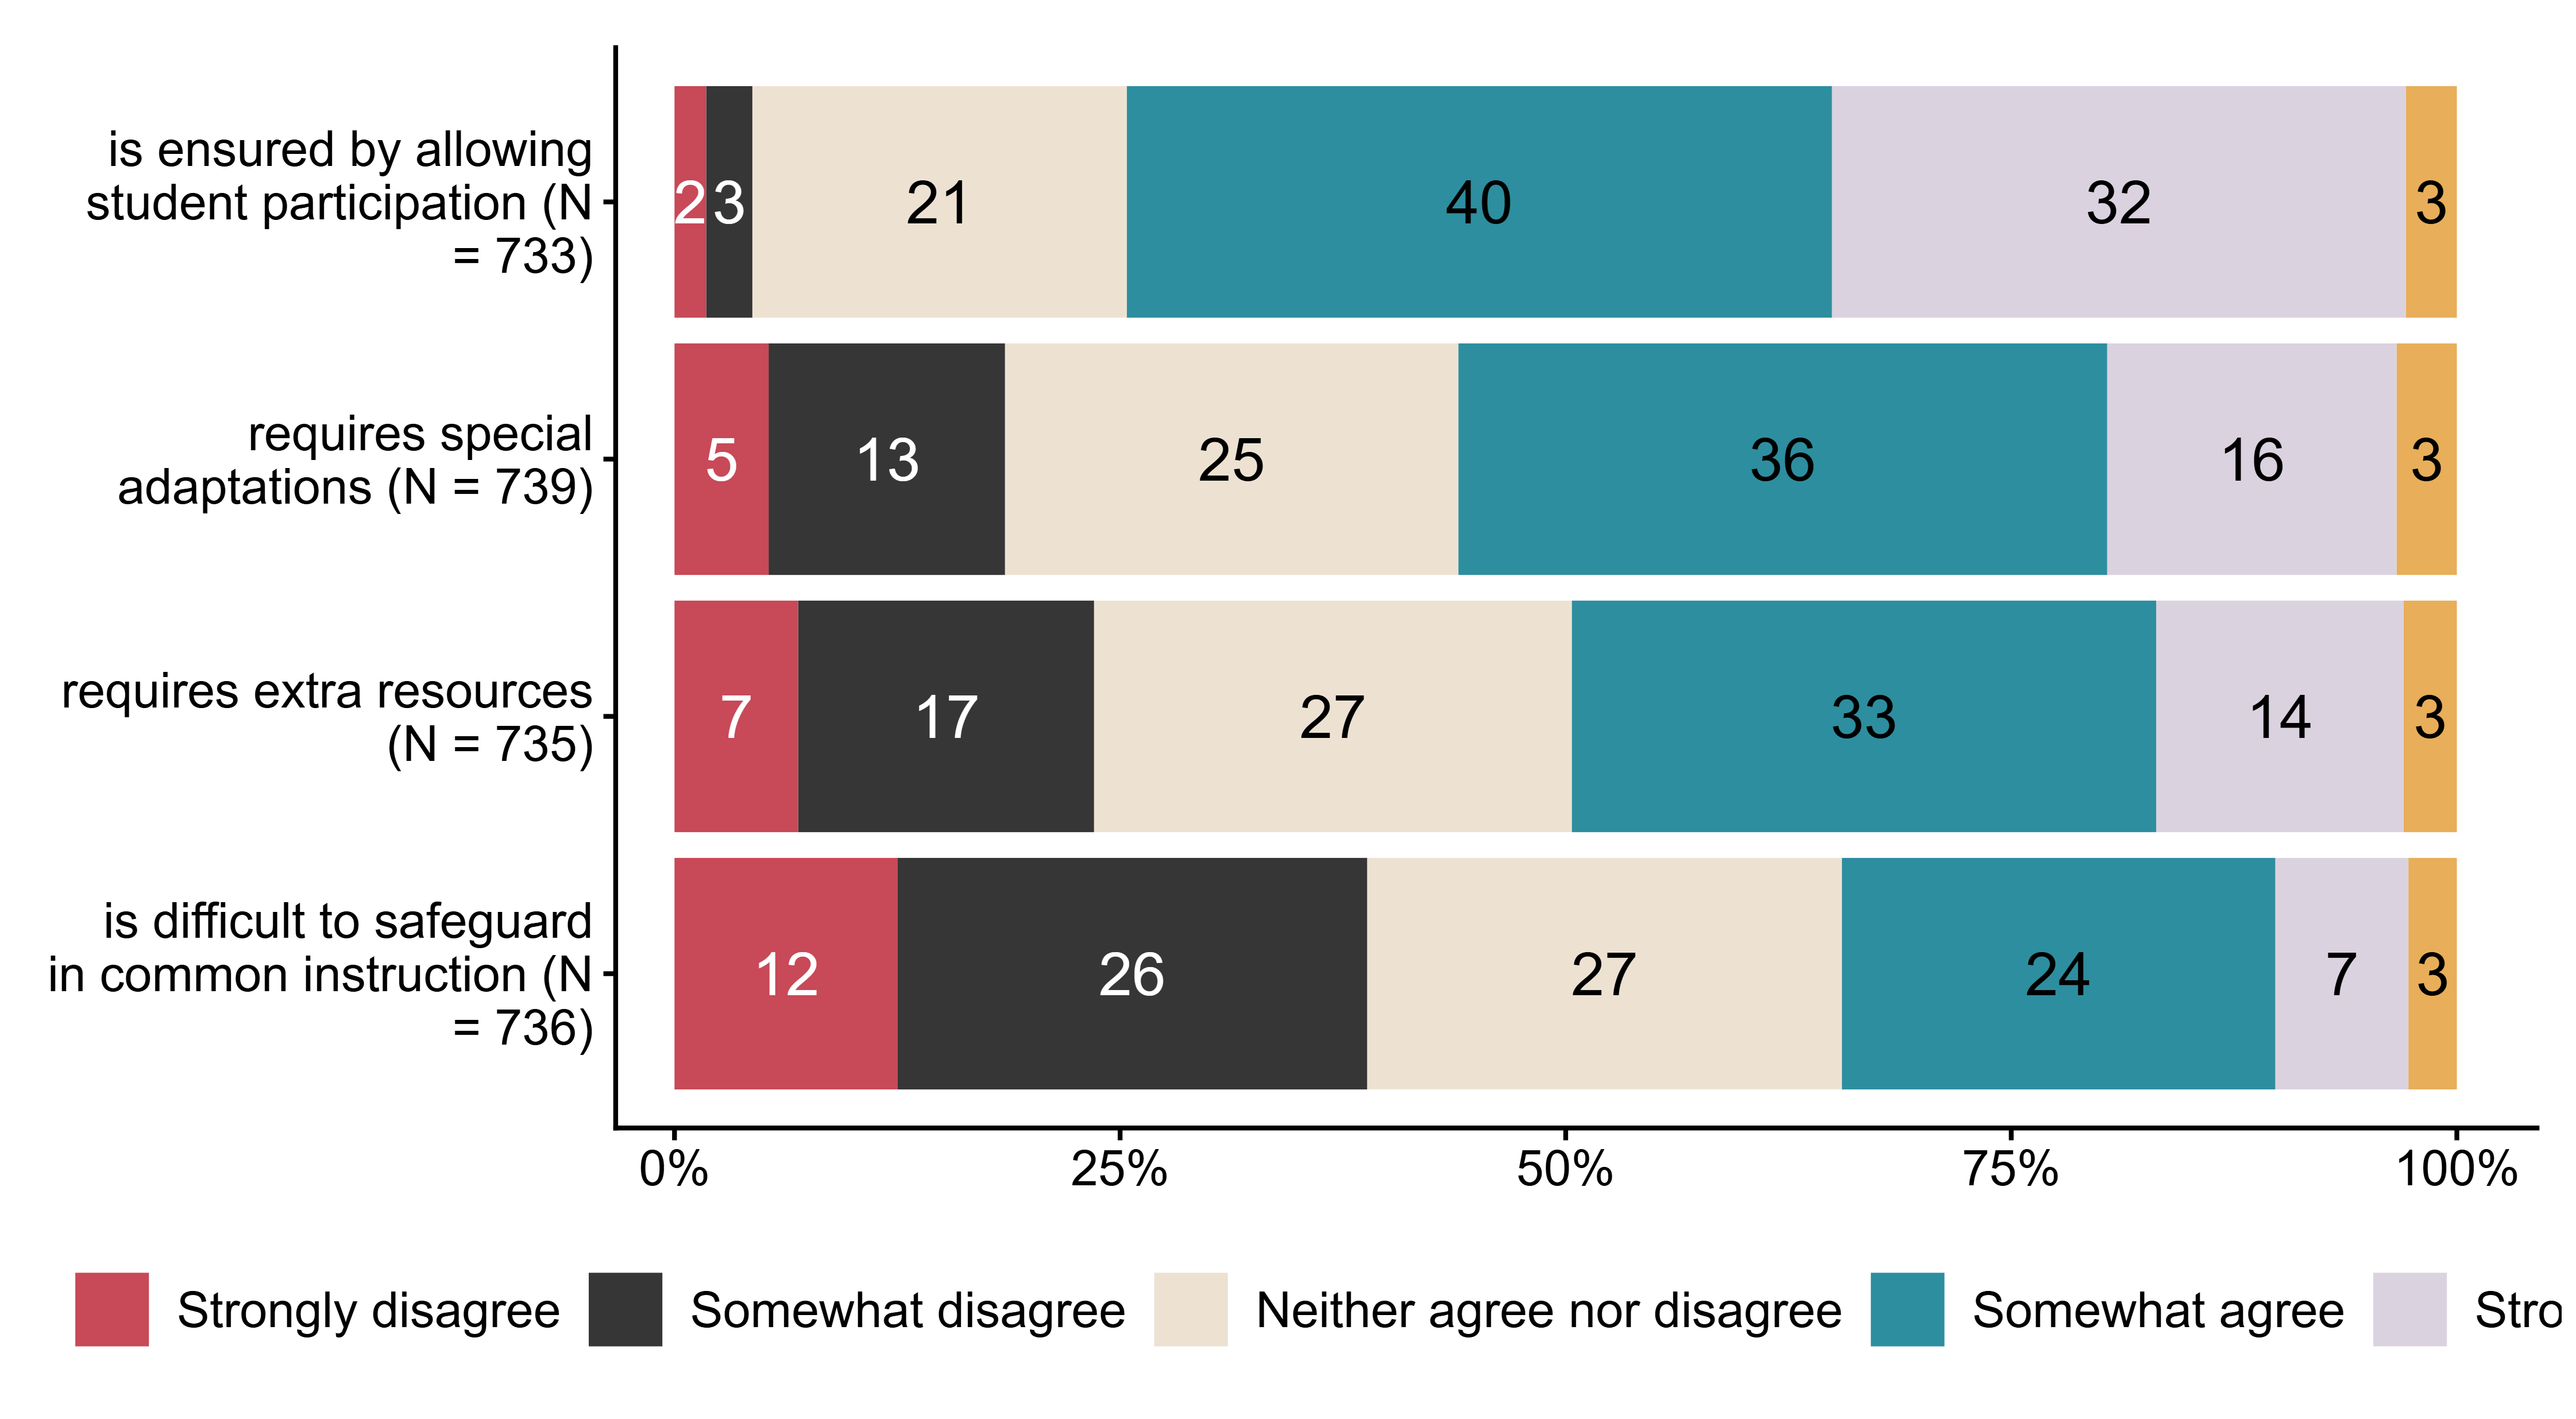 is ensured by allowing
student participation (N
= 733)
2 3 21 40 32 3
requires special
adaptations (N = 739)
5 13 25 36 16 3
requires extra resources
(N = 735)
7 17 27 33 14 3
is difficult to safeguard
in common instruction (N
= 736)
12 26 27 24 7 3
0% 25% 50% 75% 100%
Strongly disagree Somewhat disagree Neither agree nor disagree Somewhat agree Stro